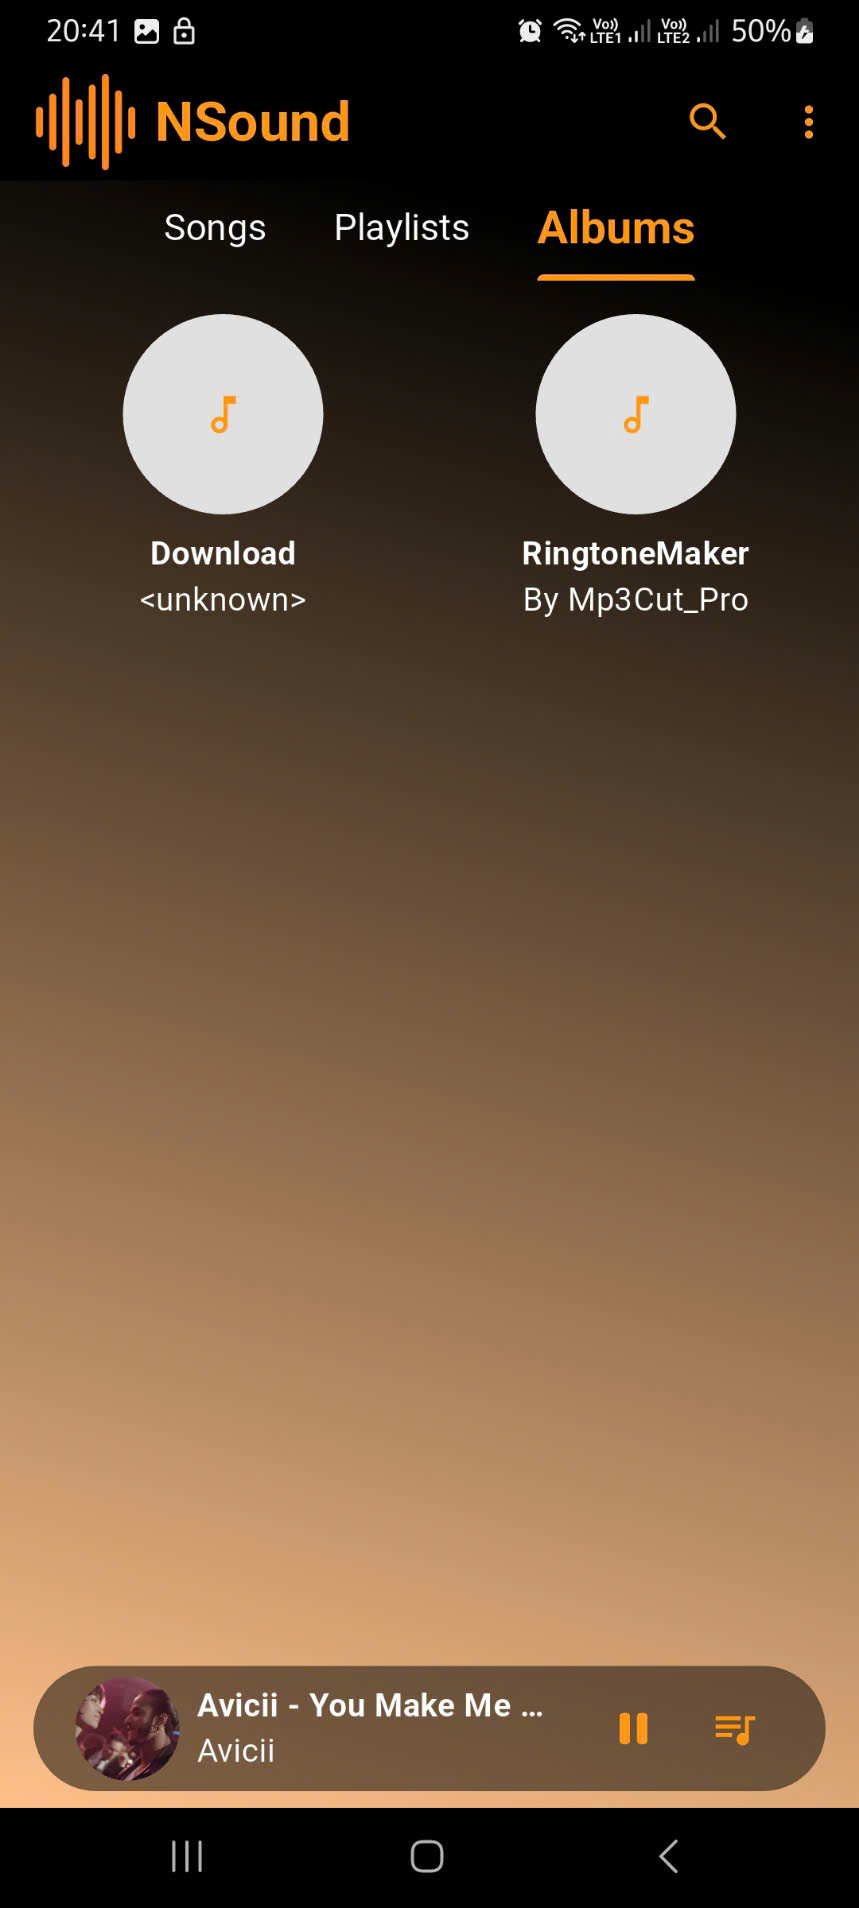 20:41 Vo)) LTE1 Vo)) LTE2 50%
NSound
Songs Playlists Albums
Download RingtoneMaker
<unknown> By Mp3Cut_Pro
Avicii - You Make Me ...
Avicii